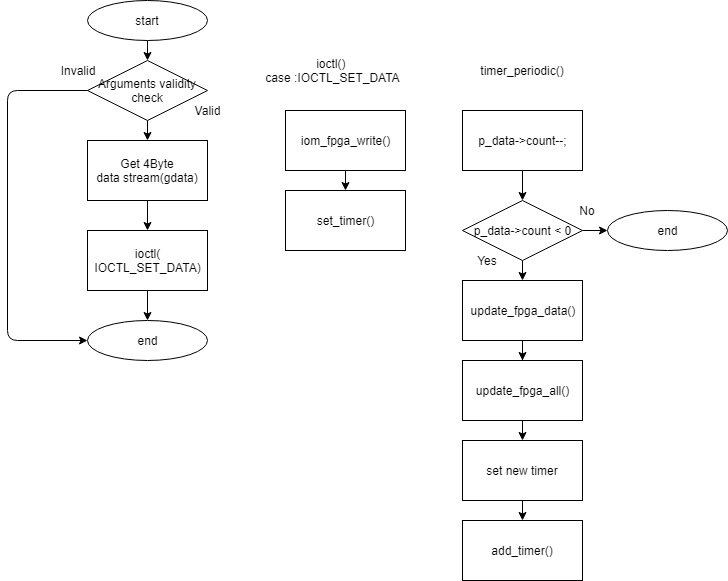 start
Invalid
Arguments validity
check
Valid
Get 4Byte
data stream(gdata)
ioctl(
IOCTL_SET_DATA)
end
ioctl()
case :IOCTL_SET_DATA
iom_fpga_write()
set_timer()
timer_periodic()
p_data->count--;
p_data->count < 0
No
end
Yes
update_fpga_data()
update_fpga_all()
set new timer
add_timer()